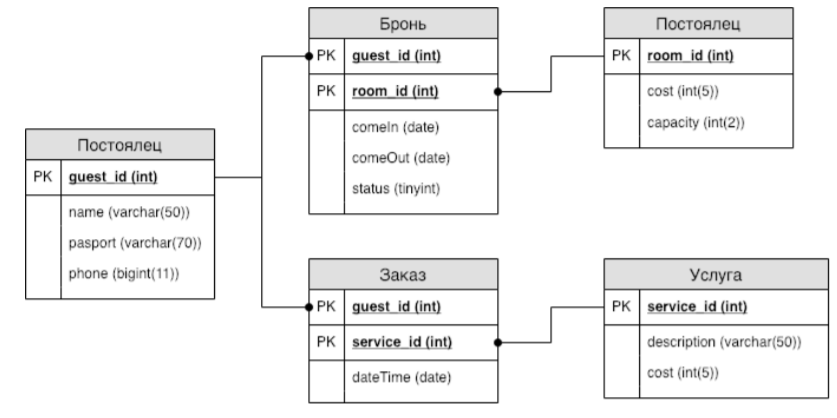 Бронь
PK guest_id (int)
PK room_id (int)
comeIn (date)
comeOut (date)
status (tinyint)
Постоялец
PK room_id (int)
cost (int(5))
capacity (int(2))
Постоялец
PK guest_id (int)
name (varchar(50))
pasport (varchar(70))
phone (bigint(11))
Заказ
PK guest_id (int)
PK service_id (int)
dateTime (date)
Услуга
PK service_id (int)
description (varchar(50))
cost (int(5))